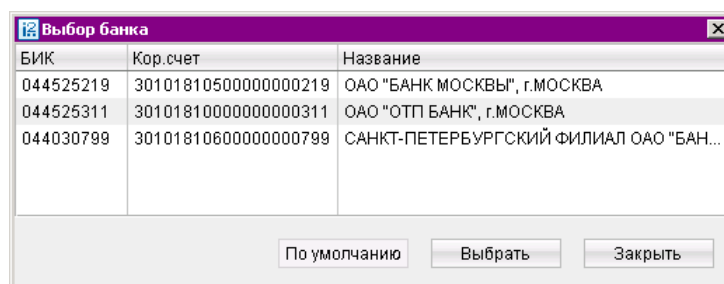 Выбор банка
БИК Кор.счет Название
044525219 30101810500000000219 ОАО "БАНК МОСКВЫ", г.МОСКВА
044525311 30101810000000000311 ОАО "ОТП БАНК", г.МОСКВА
044030799 30101810600000000799 САНКТ-ПЕТЕРБУРГСКИЙ ФИЛИАЛ ОАО "БАН...
По умолчанию Выбрать Закрыть